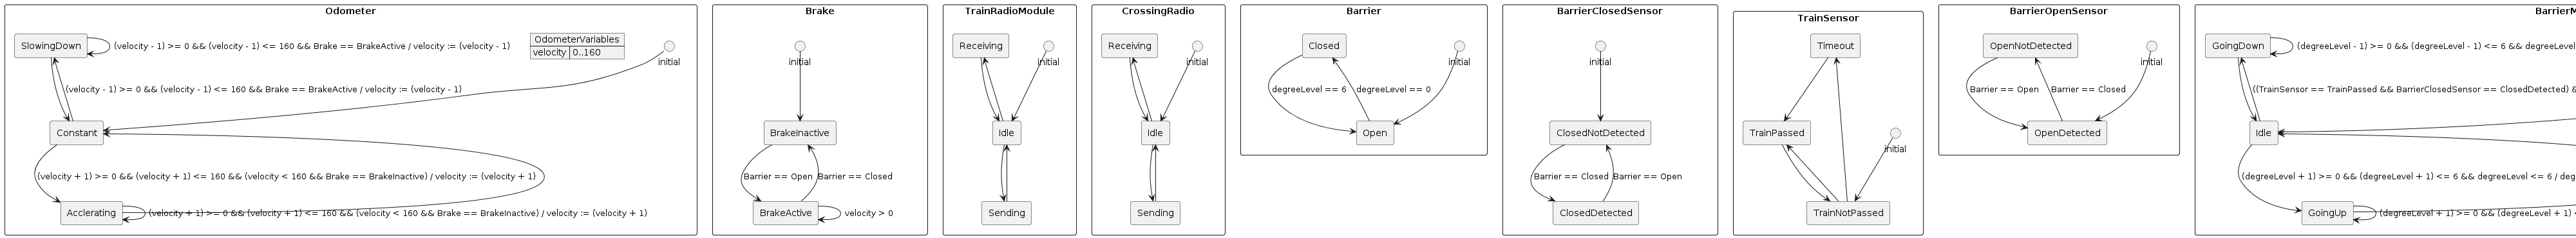 Odometer
SlowingDown
(velocity - 1) >= 0 && (velocity - 1) <= 160 && Brake == BrakeActive / velocity := (velocity - 1)
OdometerVariables
velocity 0..160
initial
(velocity - 1) >= 0 && (velocity - 1) <= 160 && Brake == BrakeActive / velocity := (velocity - 1)
Constant
(velocity + 1) >= 0 && (velocity + 1) <= 160 && (velocity < 160 && Brake == BrakeInactive) / velocity := (velocity + 1)
Acclerating
(velocity + 1) >= 0 && (velocity + 1) <= 160 && (velocity < 160 && Brake == BrakeInactive) / velocity := (velocity + 1)
Brake
initial
BrakeInactive
Barrier == Open
Barrier == Closed
BrakeActive
velocity > 0
TrainRadioModule
Receiving
initial
Idle
Sending
CrossingRadio
Receiving
initial
Idle
Sending
Barrier
Closed
initial
degreeLevel == 6
degreeLevel == 0
Open
BarrierClosedSensor
initial
ClosedNotDetected
Barrier == Closed
Barrier == Open
ClosedDetected
TrainSensor
Timeout
TrainPassed
initial
TrainNotPassed
BarrierOpenSensor
OpenNotDetected
initial
Barrier == Open
Barrier == Closed
OpenDetected
BarrierM
GoingDown
(degreeLevel - 1) >= 0 && (degreeLevel - 1) <= 6 && degreeLevel
((TrainSensor == TrainPassed && BarrierClosedSensor == ClosedDetected) &
Idle
(degreeLevel + 1) >= 0 && (degreeLevel + 1) <= 6 && degreeLevel <= 6 / deg
GoingUp
(degreeLevel + 1) >= 0 && (degreeLevel + 1)